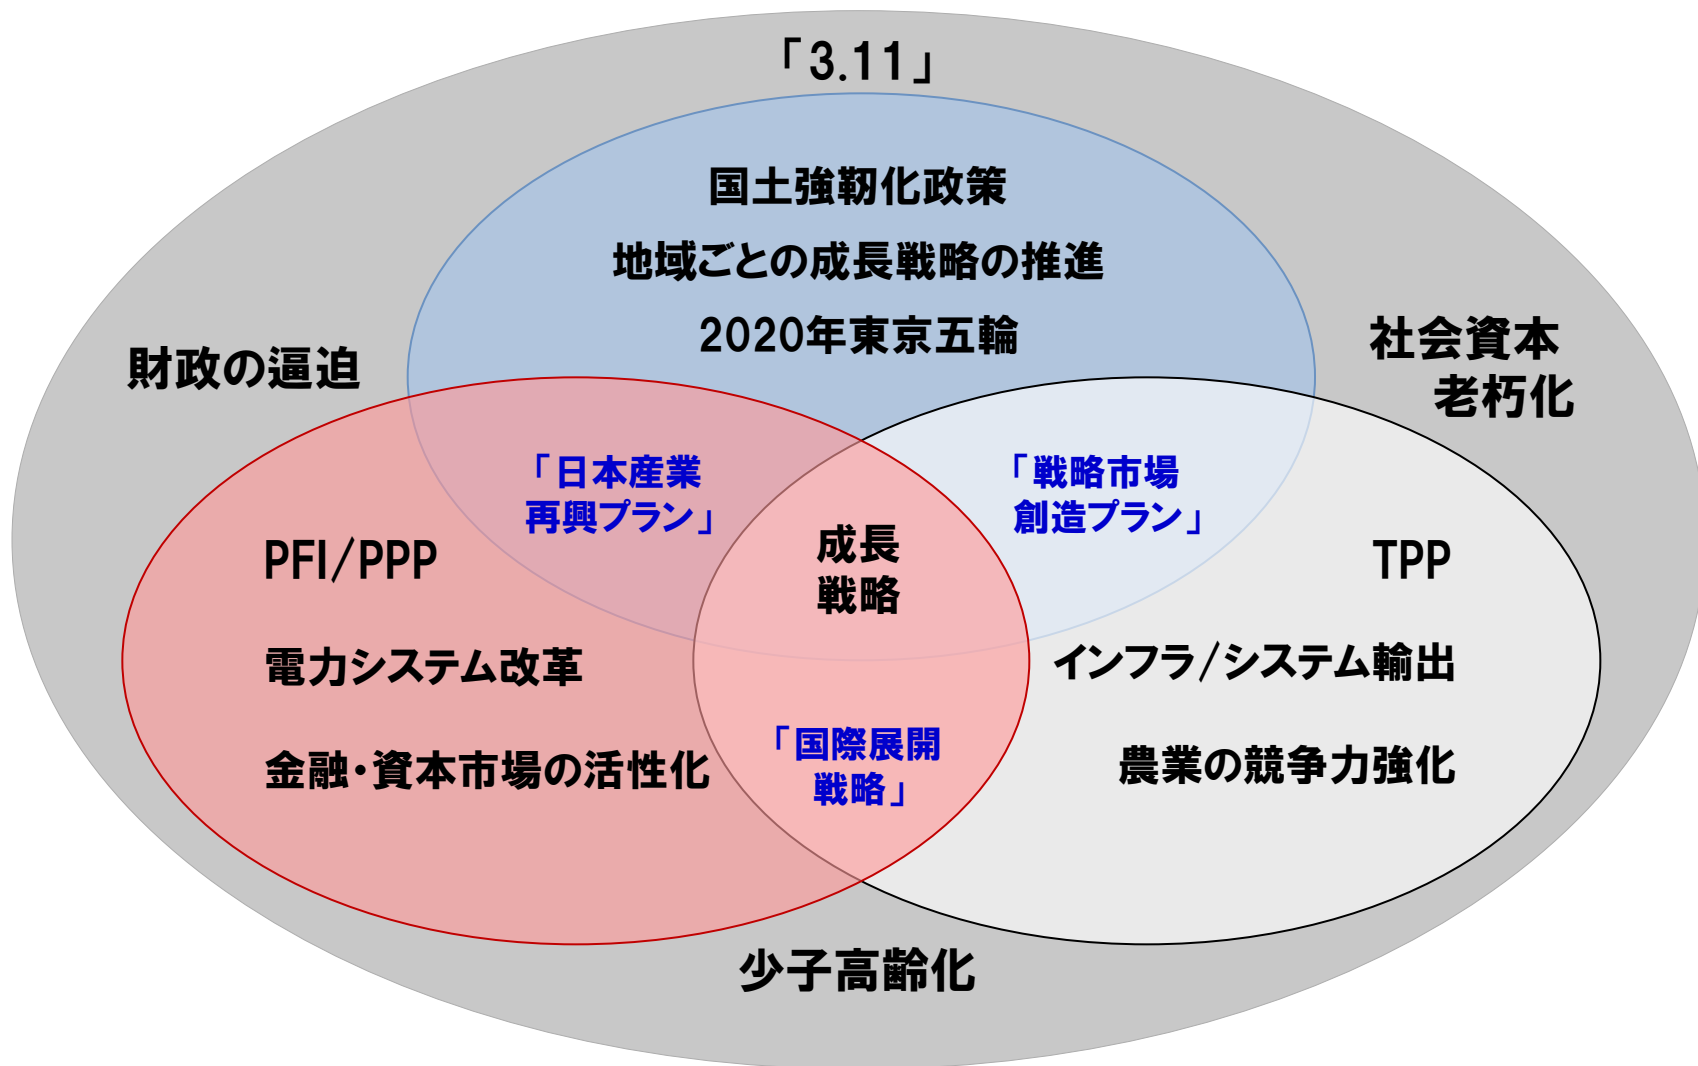 「3.11」
国土強靭化政策
地域ごとの成長戦略の推進
2020年東京五輪
財政の逼迫
社会資本
老朽化
「日本産業
再興プラン」
「戦略市場
創造プラン」
成長
戦略
PFI/PPP
電力システム改革
金融・資本市場の活性化
TPP
インフラ/システム輸出
農業の競争力強化
「国際展開
戦略」
少子高齢化